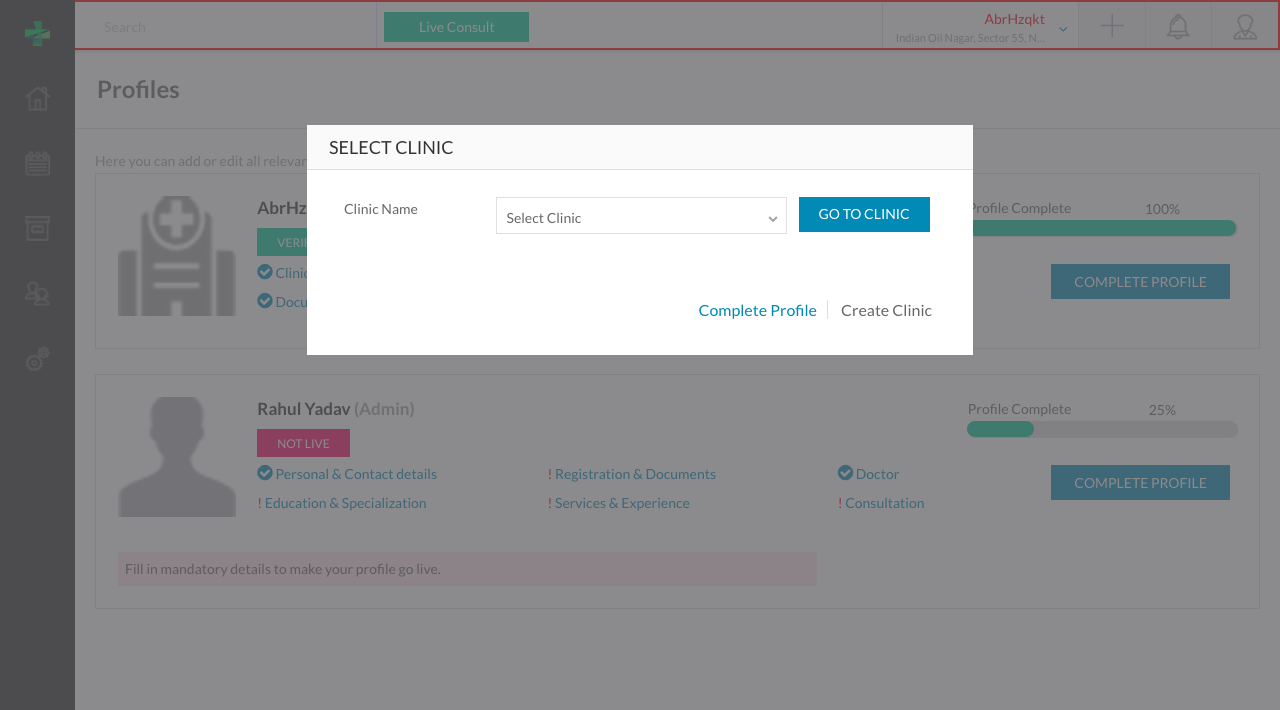 Search
Live Consult
AbrHzqkt
Indian Oil Nagar, Sector 55, N...
Profiles
Here you can add or edit all relevan
SELECT CLINIC
Clinic Name
Select Clinic
GO TO CLINIC
Complete Profile
Create Clinic
AbrHz
VERIF
Clinic
Docu
Profile Complete
100%
COMPLETE PROFILE
Rahul Yadav (Admin)
NOT LIVE
Personal & Contact details
! Registration & Documents
Doctor
! Education & Specialization
! Services & Experience
! Consultation
Profile Complete
25%
COMPLETE PROFILE
Fill in mandatory details to make your profile go live.